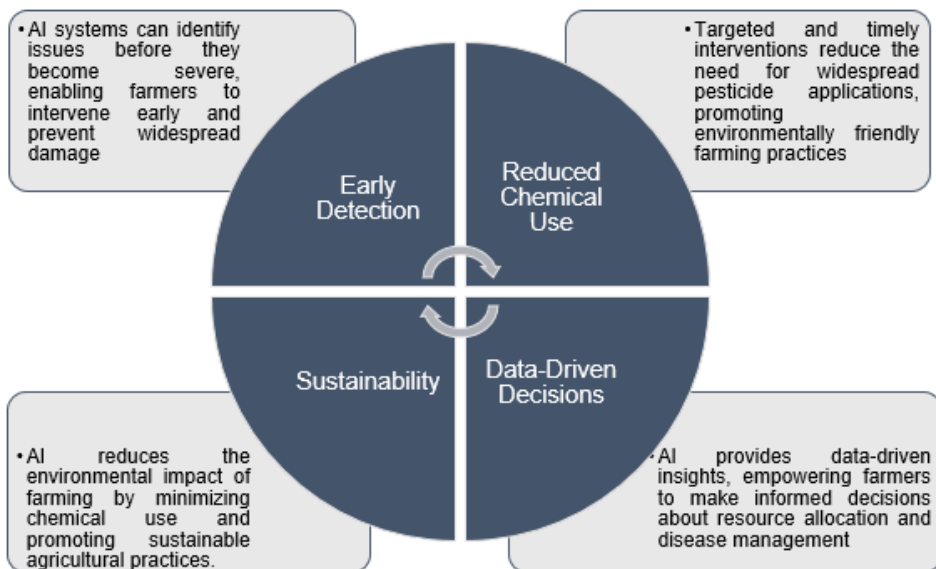 •AI systems can identify
issues before they
become severe,
enabling farmers to
intervene early and
prevent widespread
damage
•Targeted and timely
interventions reduce the
need for widespread
pesticide applications,
promoting
environmentally friendly
farming practices
Early
Detection
Reduced
Chemical
Use
Sustainability
Data-Driven
Decisions
•AI reduces the
environmental impact of
farming by minimizing
chemical use and
promoting sustainable
agricultural practices.
•AI provides data-driven
insights, empowering farmers
to make informed decisions
about resource allocation and
disease management